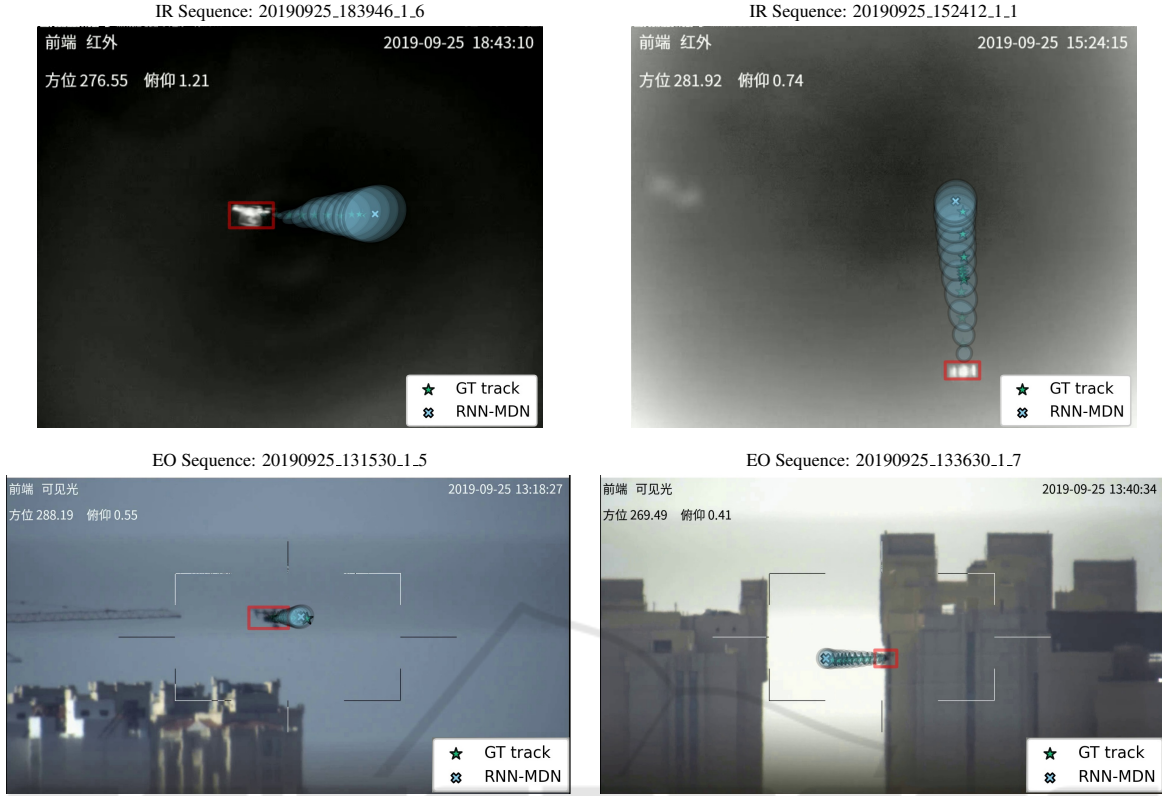 IR Sequence: 20190925_183946_1_6
前端 红外 2019-09-25 18:43:10
方位 276.55 俯仰 1.21
GT track
RNN-MDN
IR Sequence: 20190925_152412_1_1
前端 红外 2019-09-25 15:24:15
方位 281.92 俯仰 0.74
GT track
RNN-MDN
EO Sequence: 20190925_131530_1_5
前端 可见光 2019-09-25 13:18:27
方位 288.19 俯仰 0.55
GT track
RNN-MDN
EO Sequence: 20190925_133630_1_7
前端 可见光 2019-09-25 13:40:34
方位 269.49 俯仰 0.41
GT track
RNN-MDN